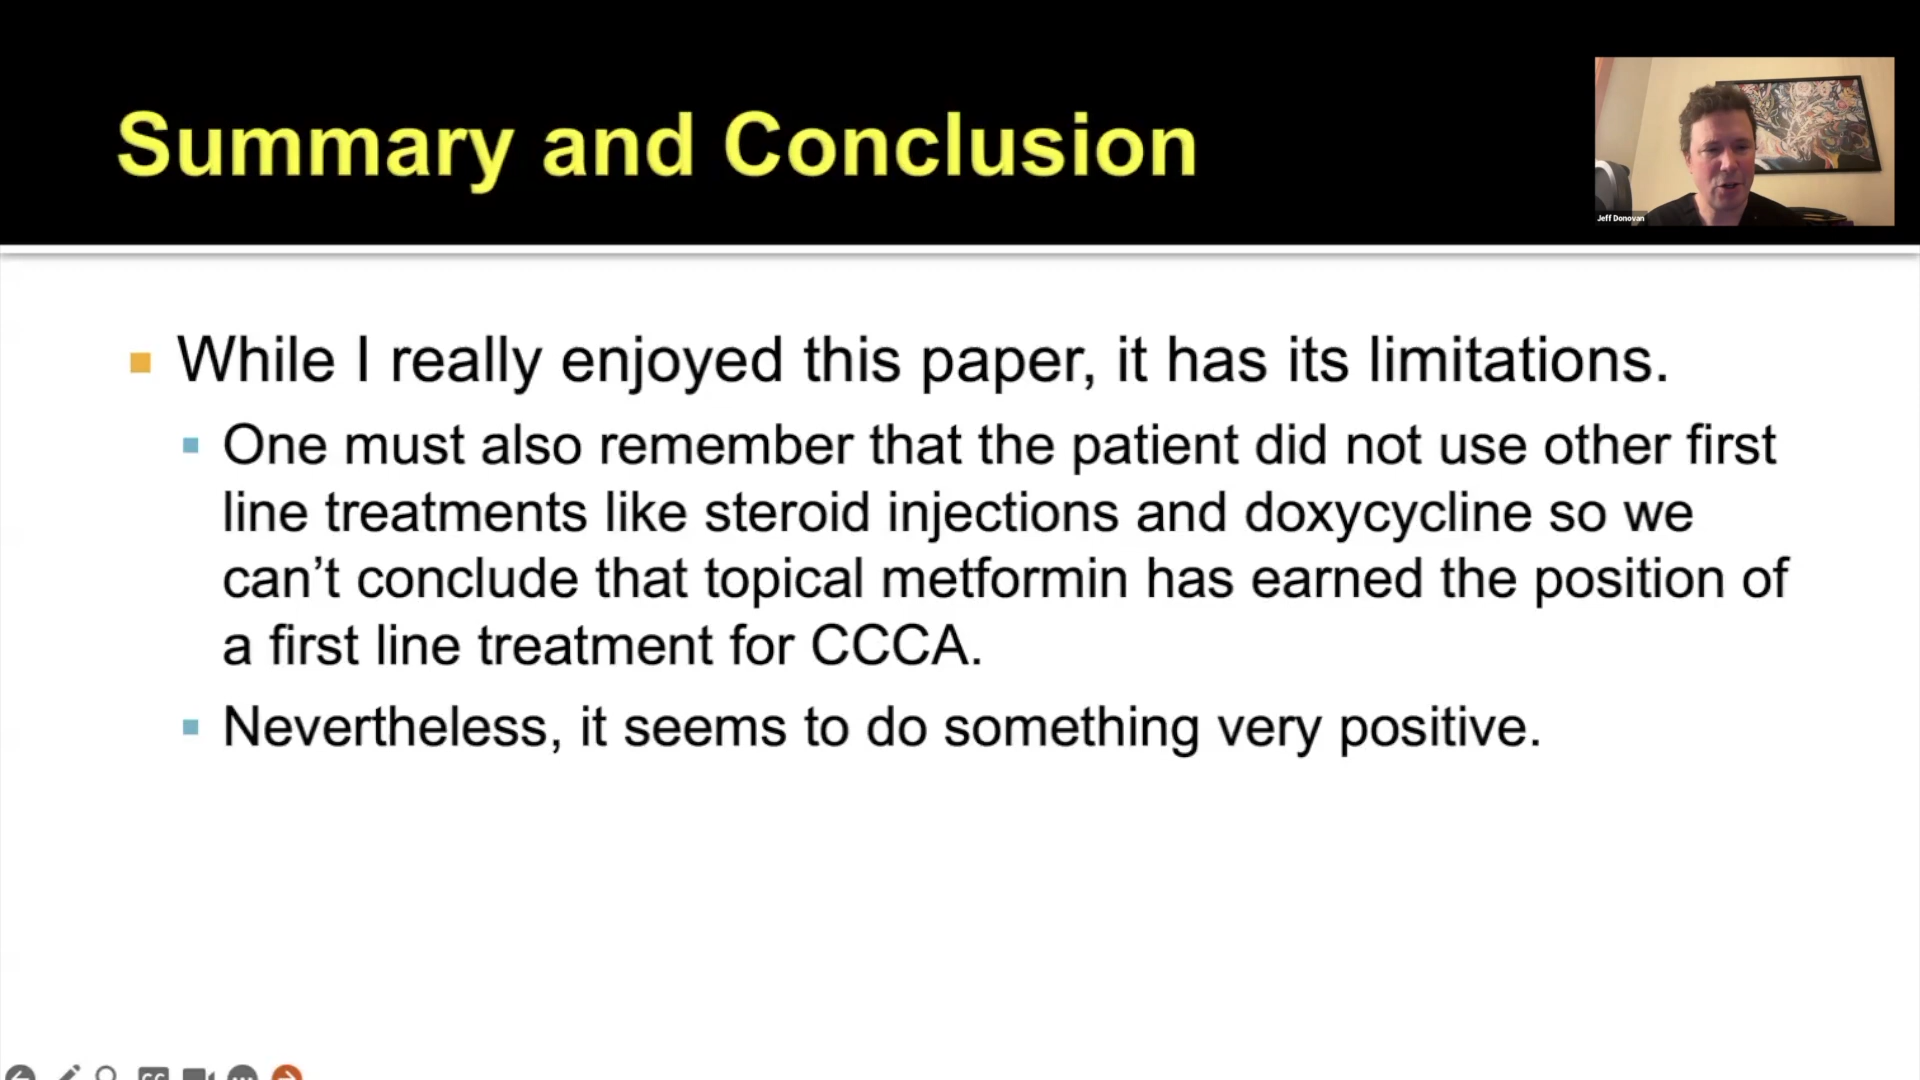 Summary and Conclusion
Jeff Donovan
While I really enjoyed this paper, it has its limitations.
One must also remember that the patient did not use other first
line treatments like steroid injections and doxycycline so we
can’t conclude that topical metformin has earned the position of
a first line treatment for CCCA.
Nevertheless, it seems to do something very positive.
CC